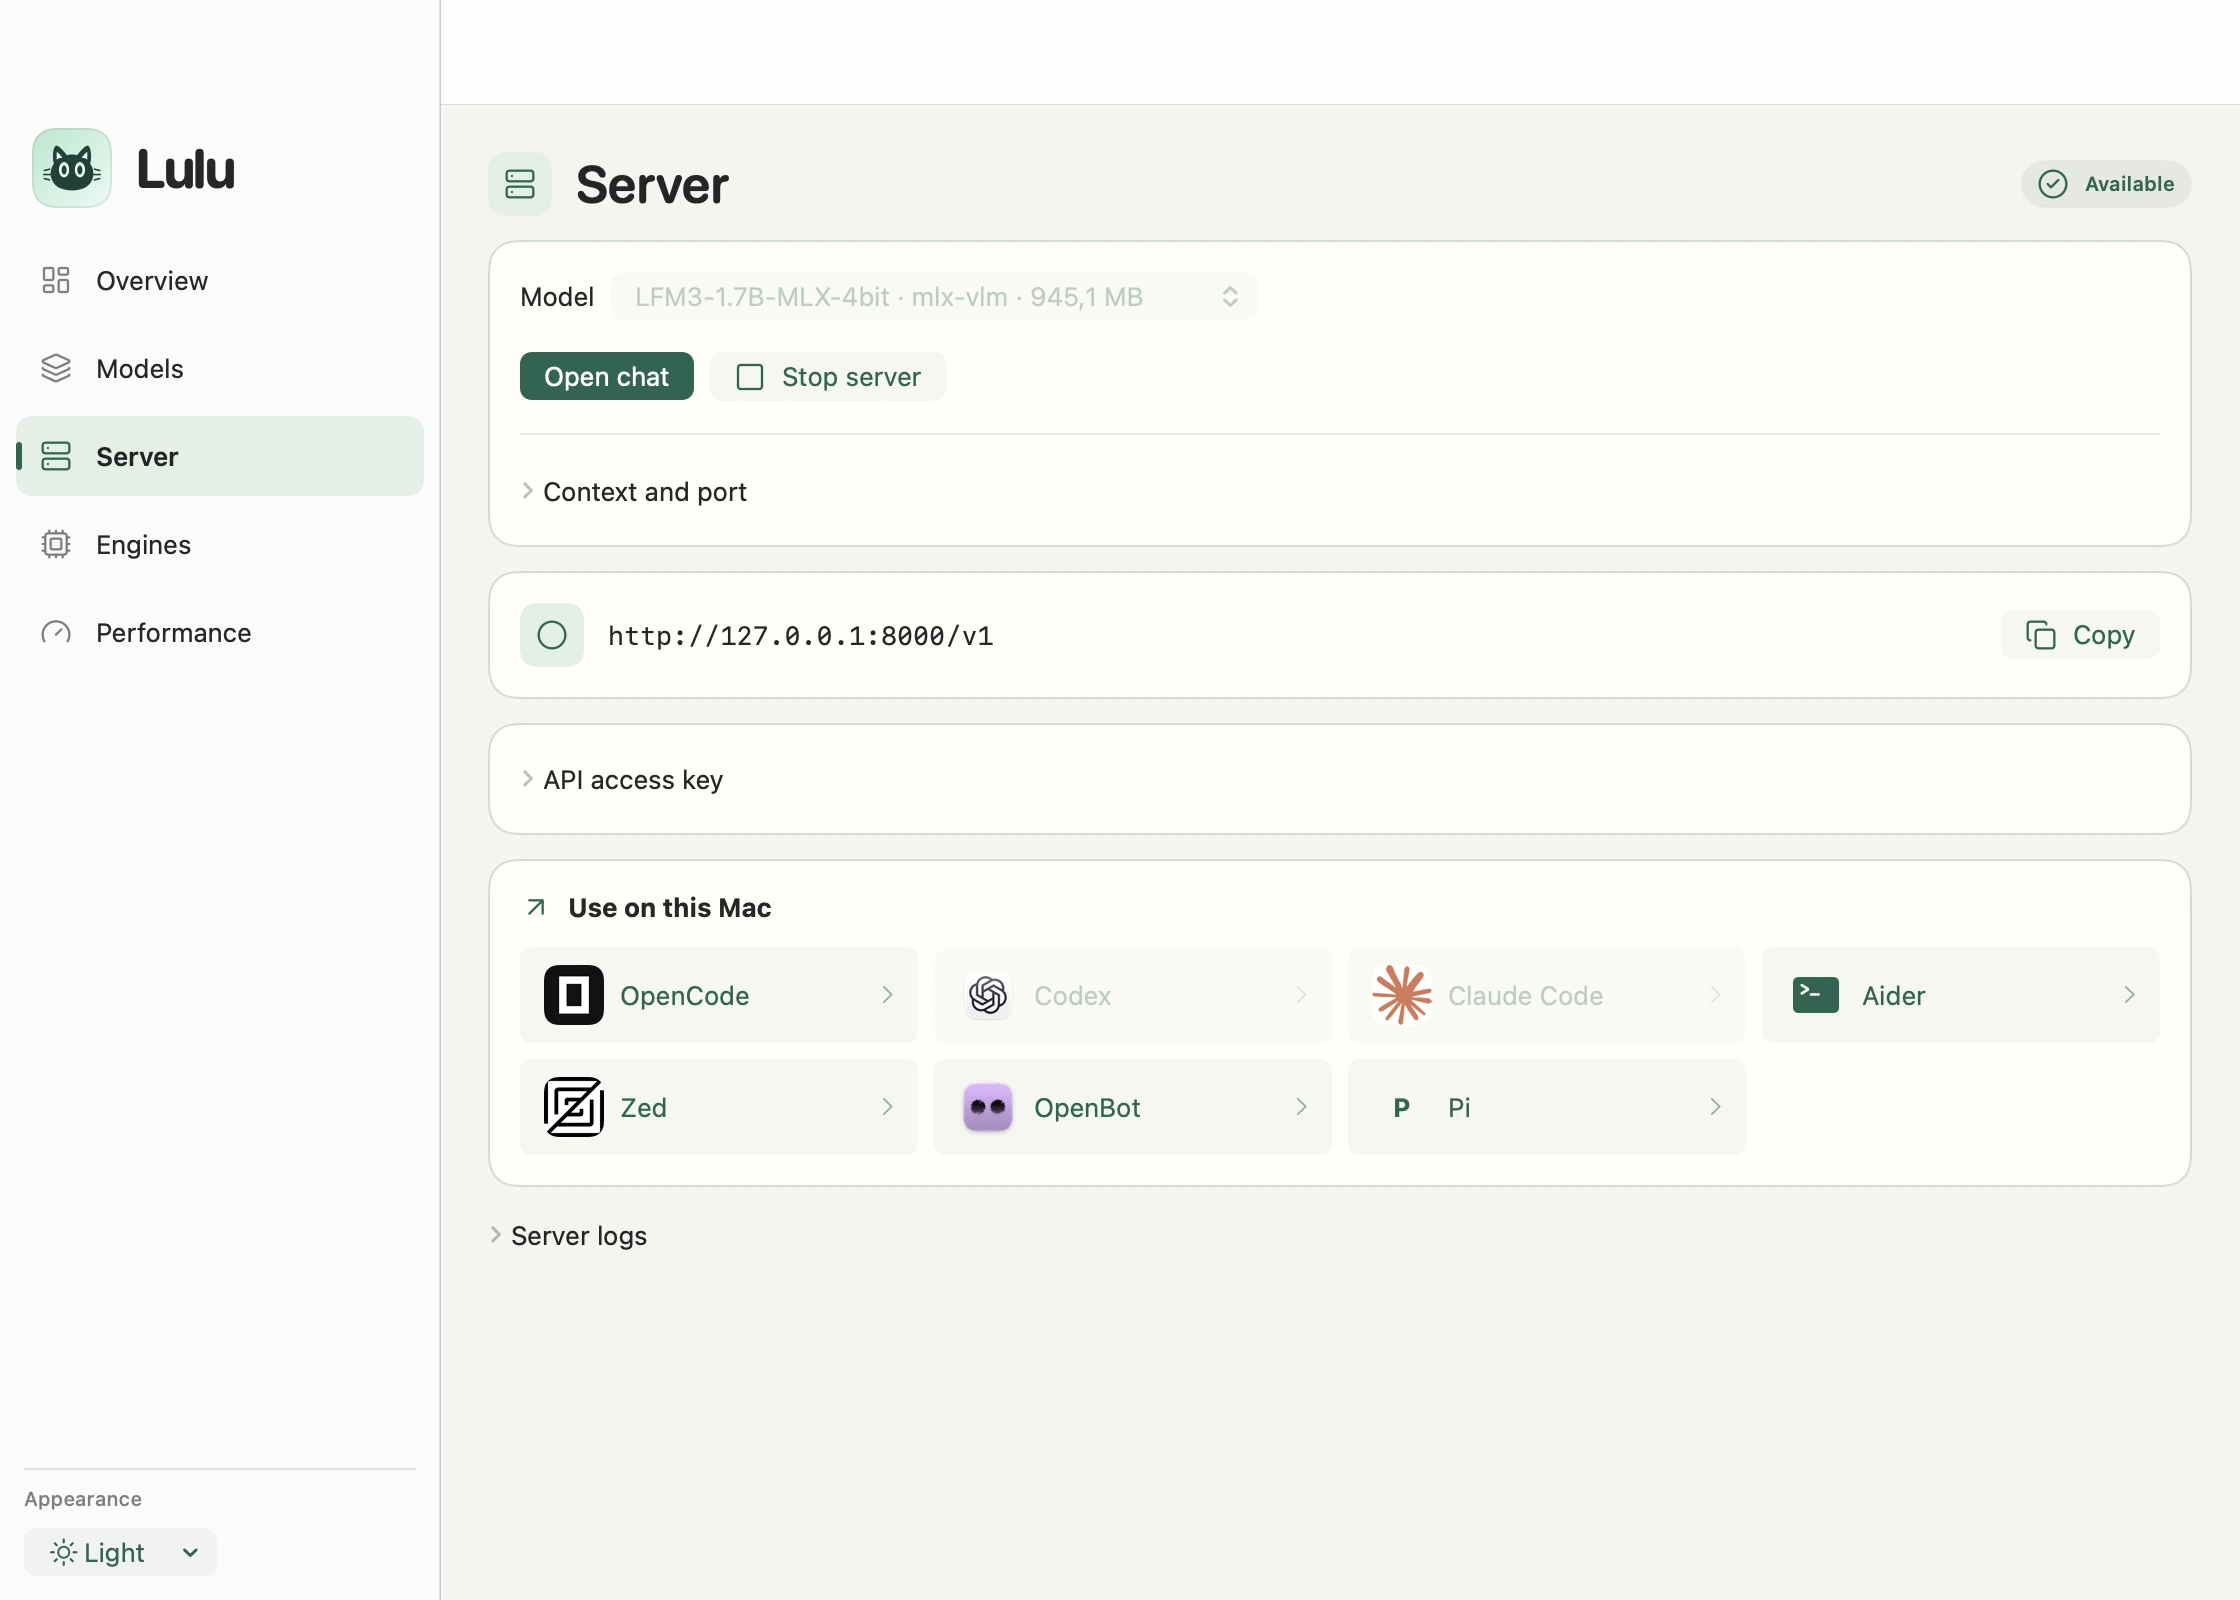 Lulu
Overview
Models
Server
Engines
Performance
Appearance
Light
Server
Available
Model
LFM3-1.7B-MLX-4bit · mlx-vlm · 945,1 MB
Open chat
Stop server
Context and port
http://127.0.0.1:8000/v1
Copy
API access key
Use on this Mac
OpenCode
Codex
Claude Code
>_ Aider
Zed
OpenBot
P Pi
Server logs